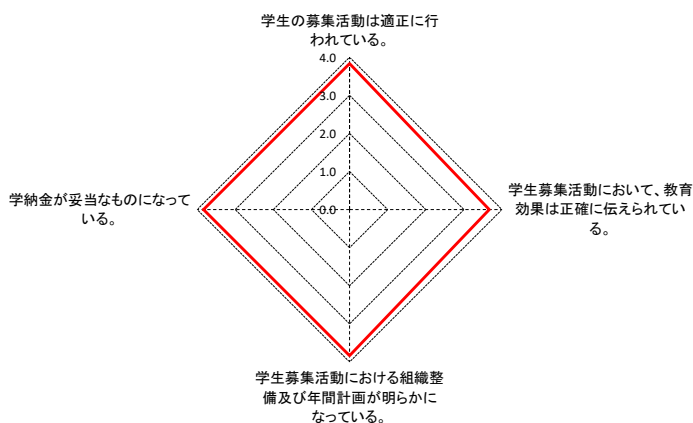 学生の募集活動は適正に行
われている。
4.0
3.0
2.0
1.0
0.0
学納金が妥当なものになって
いる。
学生募集活動において、教育
効果は正確に伝えられてい
る。
学生募集活動における組織整
備及び年間計画が明らかに
なっている。